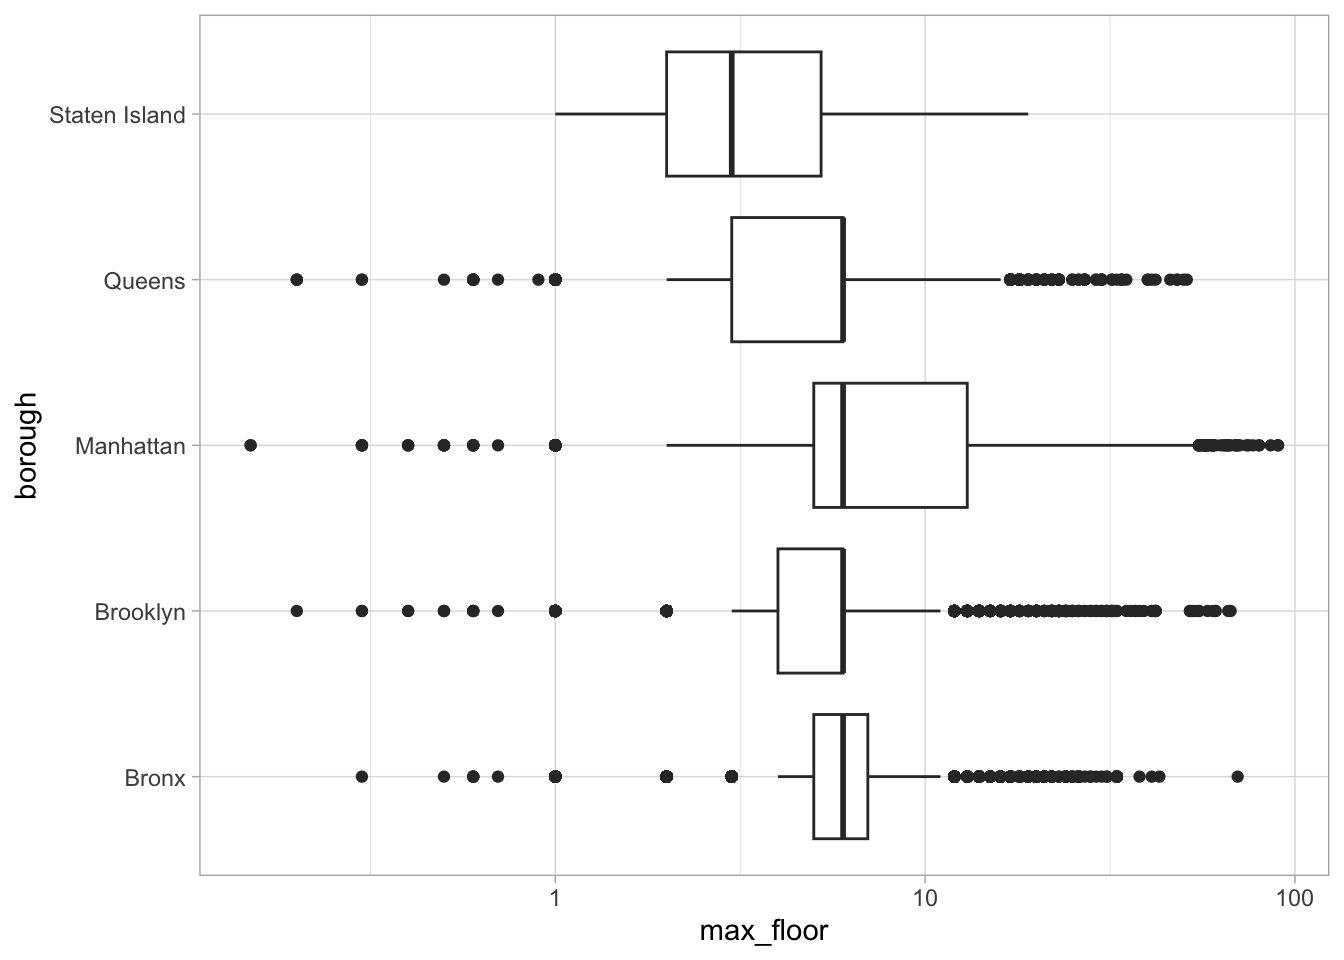 Staten Island
Queens
Manhattan
Brooklyn
Bronx
borough
1 10 100
max_floor